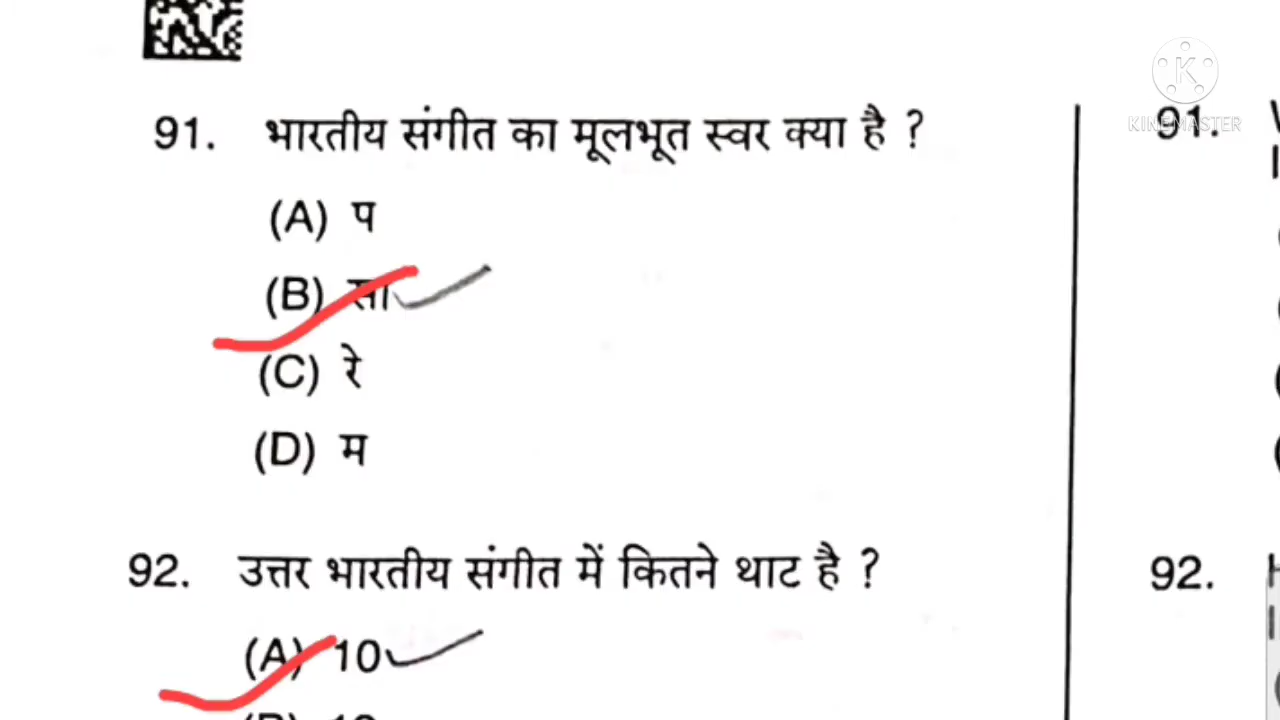 KINEMASTER
91. भारतीय संगीत का मूलभूत स्वर क्या है ?
(A) प
(B) सा
(C) रे
(D) म
92. उत्तर भारतीय संगीत में कितने थाट है ?
(A) 10
91.
92.